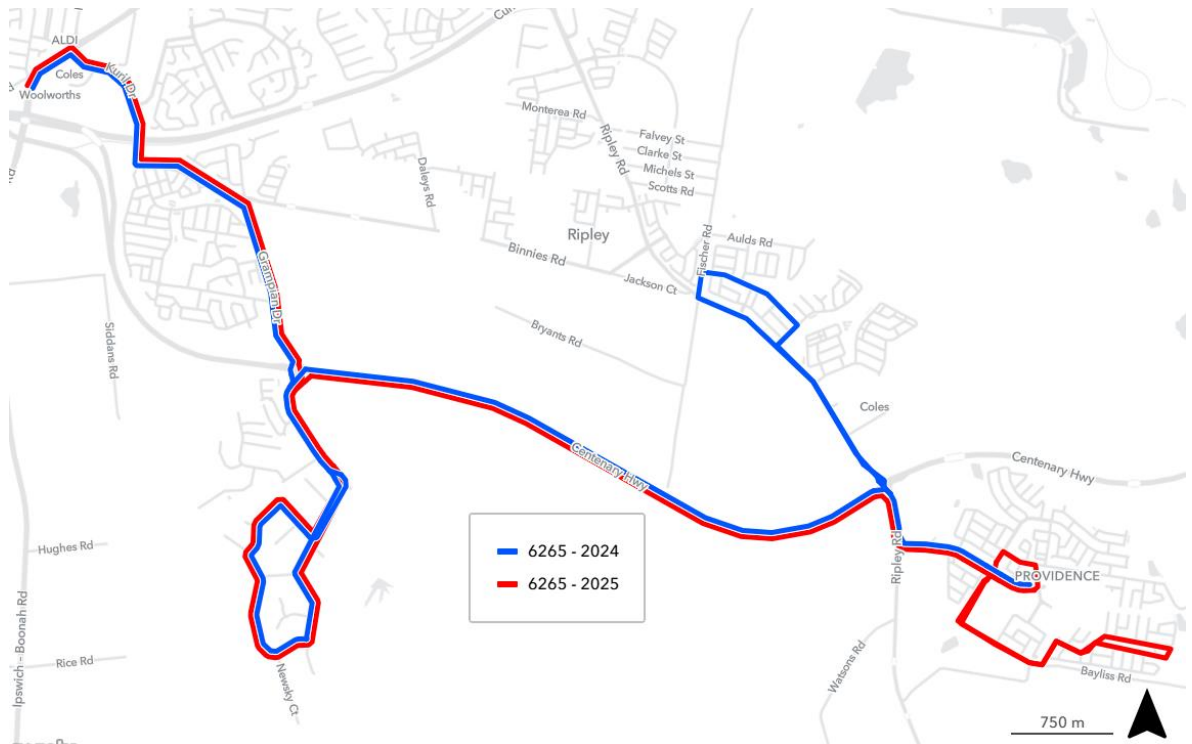 ALDI
Coles
Woolworths
Kuril Dr
Cun
Monterea Rd
Ripley Rd
Falvey St
Clarke St
Michels St
Scotts Rd
Daleys Rd
Ripley
Fischer Rd
Aulds Rd
Binnies Rd
Jackson Ct
Grampian Dr
Siddans Rd
Bryants Rd
Coles
Centenary Hwy
Centenary Hwy
Hughes Rd
6265 - 2024
6265 - 2025
Ripley Rd
PROVIDENCE
Ipswich - Boonah Rd
Rice Rd
Newsky Ct
Watsons Rd
Bayliss Rd
750 m